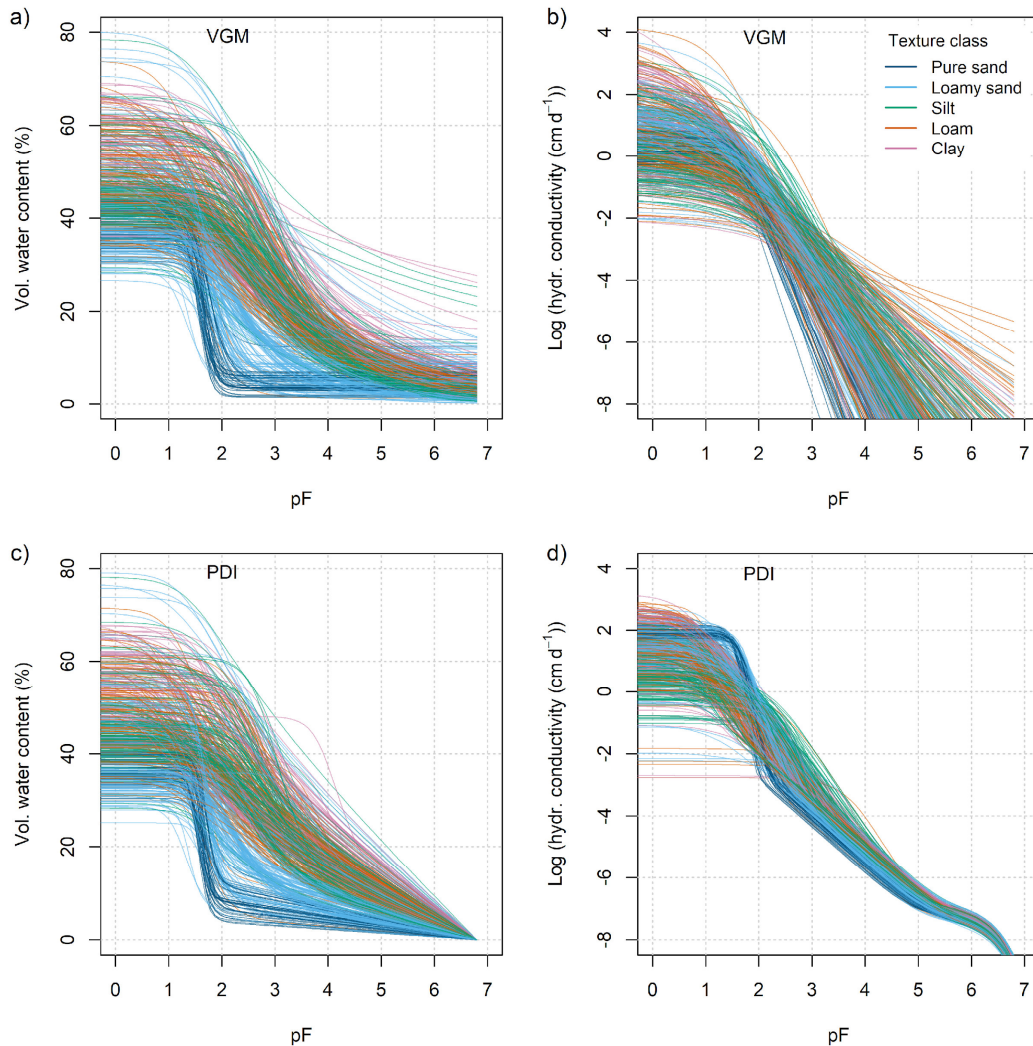 a)
VGM
Vol. water content (%)
80
60
40
20
0
0 1 2 3 4 5 6 7
pF
b)
VGM
Texture class
Pure sand
Loamy sand
Silt
Loam
Clay
Log (hydr. conductivity (cm d⁻¹))
4
2
0
-2
-4
-6
-8
0 1 2 3 4 5 6 7
pF
c)
PDI
Vol. water content (%)
80
60
40
20
0
0 1 2 3 4 5 6 7
pF
d)
PDI
Log (hydr. conductivity (cm d⁻¹))
4
2
0
-2
-4
-6
-8
0 1 2 3 4 5 6 7
pF